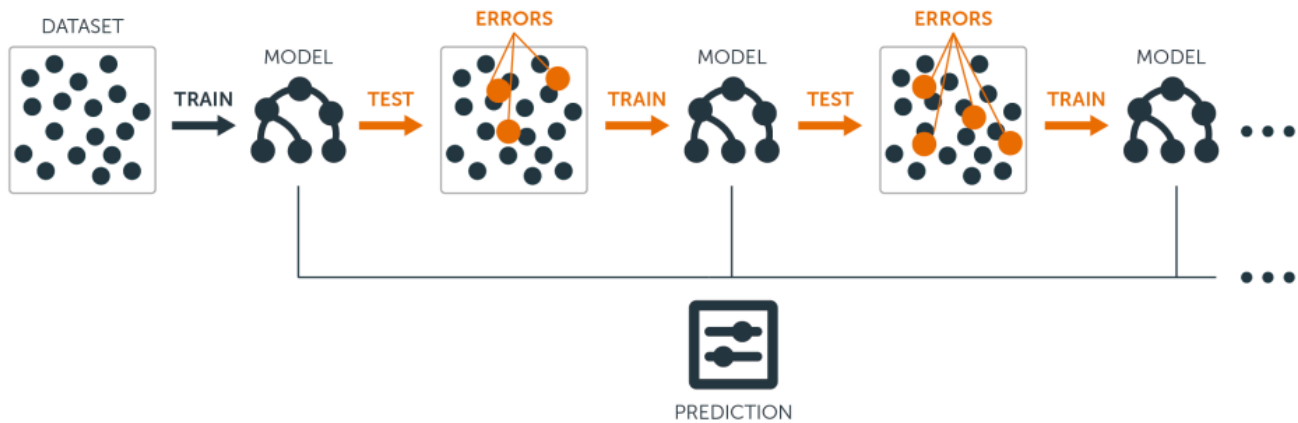 DATASET
TRAIN
MODEL
TEST
ERRORS
TRAIN
MODEL
TEST
ERRORS
TRAIN
MODEL
PREDICTION